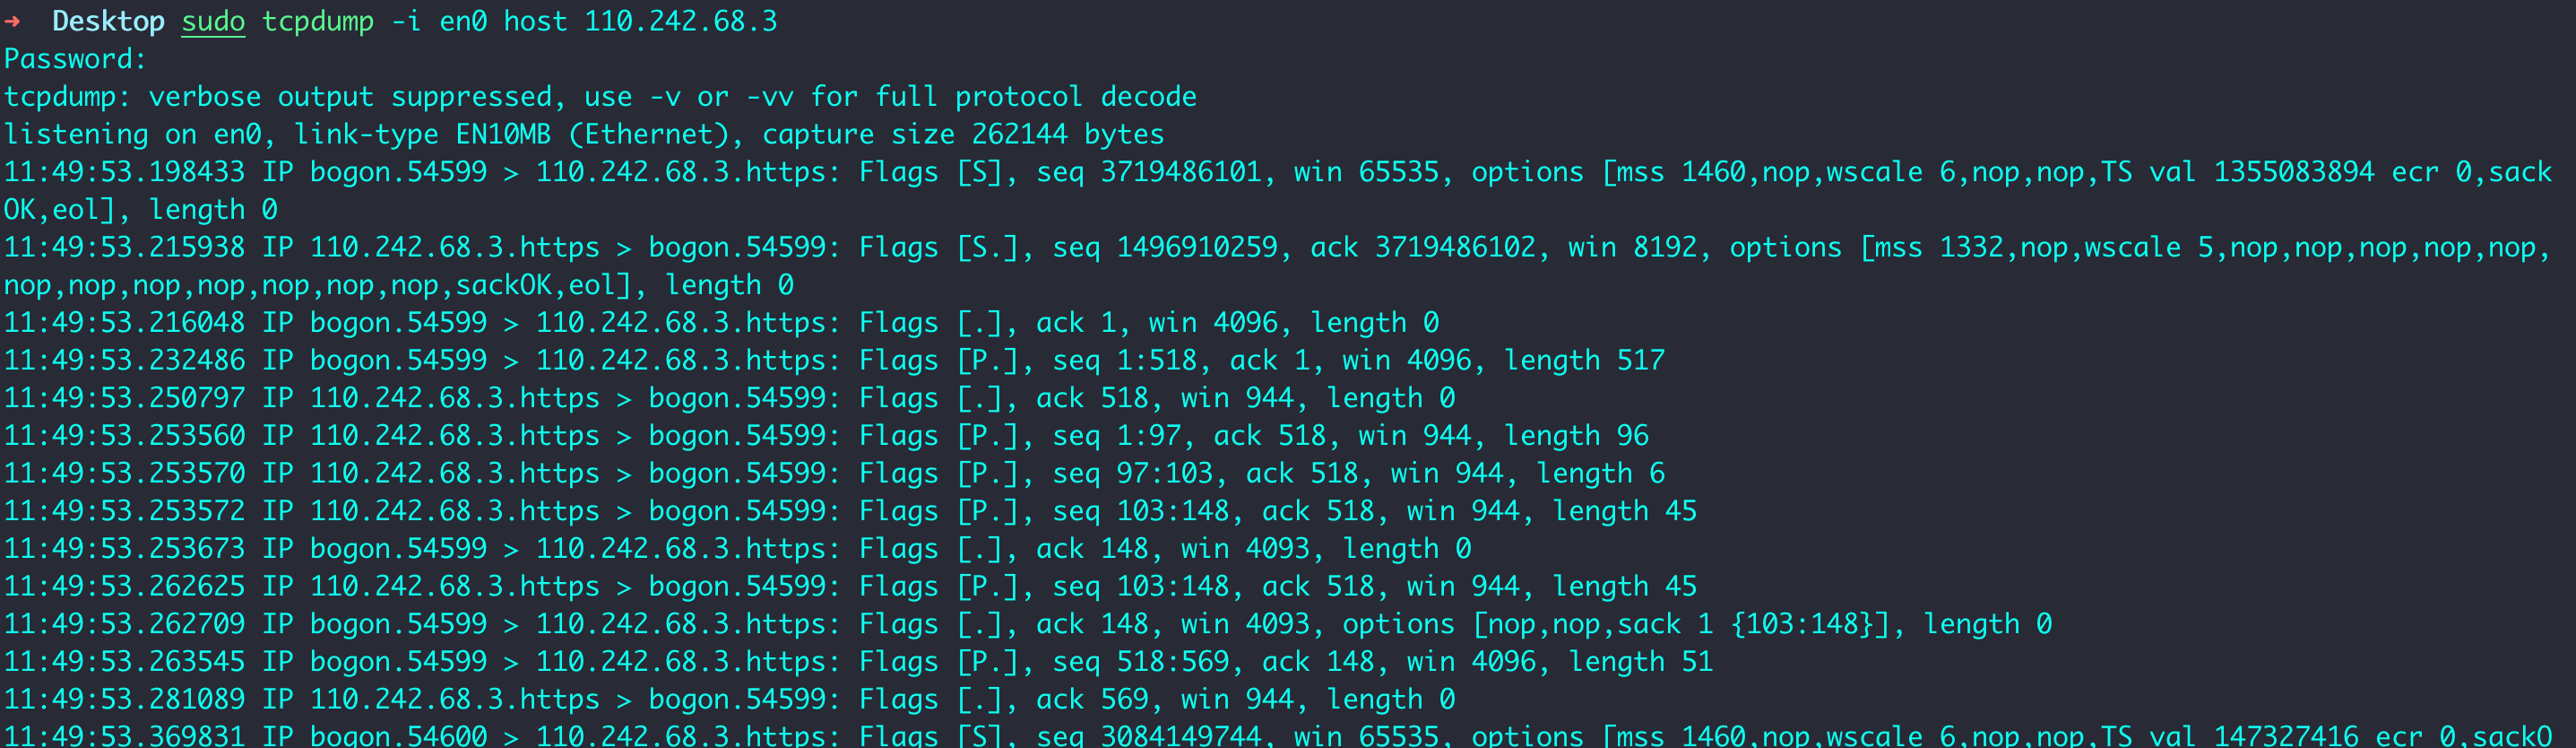 → Desktop sudo tcpdump -i en0 host 110.242.68.3
Password:
tcpdump: verbose output suppressed, use -v or -vv for full protocol decode
listening on en0, link-type EN10MB (Ethernet), capture size 262144 bytes
11:49:53.198433 IP bogon.54599 > 110.242.68.3.https: Flags [S], seq 3719486101, win 65535, options [mss 1460,nop,wscale 6,nop,nop,TS val 1355083894 ecr 0,sack
OK,eol], length 0
11:49:53.215938 IP 110.242.68.3.https > bogon.54599: Flags [S.], seq 1496910259, ack 3719486102, win 8192, options [mss 1332,nop,wscale 5,nop,nop,nop,nop,nop,
nop,nop,nop,nop,nop,nop,nop,sackOK,eol], length 0
11:49:53.216048 IP bogon.54599 > 110.242.68.3.https: Flags [.], ack 1, win 4096, length 0
11:49:53.232486 IP bogon.54599 > 110.242.68.3.https: Flags [P.], seq 1:518, ack 1, win 4096, length 517
11:49:53.250797 IP 110.242.68.3.https > bogon.54599: Flags [.], ack 518, win 944, length 0
11:49:53.253560 IP 110.242.68.3.https > bogon.54599: Flags [P.], seq 1:97, ack 518, win 944, length 96
11:49:53.253570 IP 110.242.68.3.https > bogon.54599: Flags [P.], seq 97:103, ack 518, win 944, length 6
11:49:53.253572 IP 110.242.68.3.https > bogon.54599: Flags [P.], seq 103:148, ack 518, win 944, length 45
11:49:53.253673 IP bogon.54599 > 110.242.68.3.https: Flags [.], ack 148, win 4093, length 0
11:49:53.262625 IP 110.242.68.3.https > bogon.54599: Flags [P.], seq 103:148, ack 518, win 944, length 45
11:49:53.262709 IP bogon.54599 > 110.242.68.3.https: Flags [.], ack 148, win 4093, options [nop,nop,sack 1 {103:148}], length 0
11:49:53.263545 IP bogon.54599 > 110.242.68.3.https: Flags [P.], seq 518:569, ack 148, win 4096, length 51
11:49:53.281089 IP 110.242.68.3.https > bogon.54599: Flags [.], ack 569, win 944, length 0
11:49:53.369831 IP bogon.54600 > 110.242.68.3.https: Flags [S], seq 3084149744, win 65535, options [mss 1460,nop,wscale 6,nop,nop,TS val 147327416 ecr 0,sackO